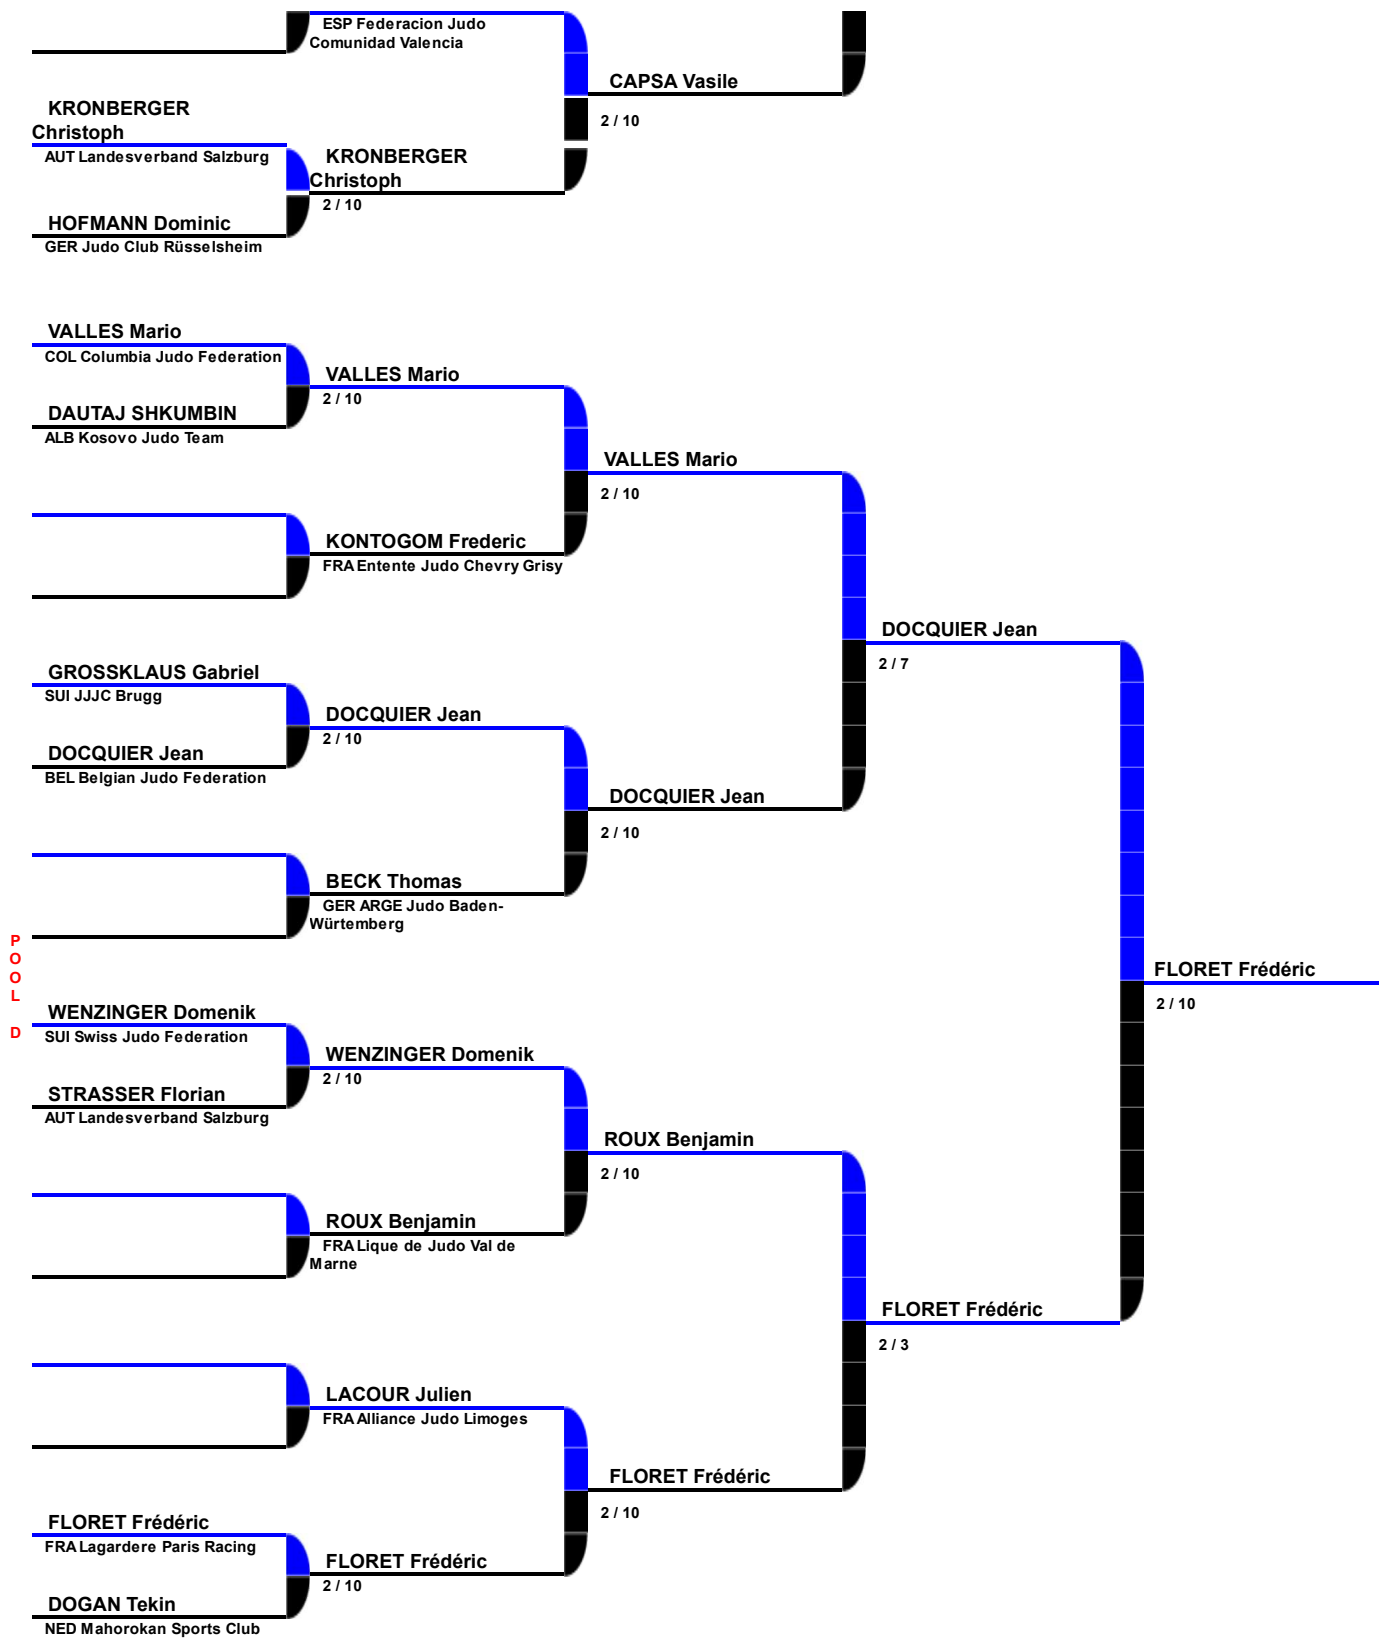 ESP Federacion Judo
Comunidad Valencia
CAPSA Vasile
2 / 10
KRONBERGER
Christoph
AUT Landesverband Salzburg
KRONBERGER
Christoph
2 / 10
HOFMANN Dominic
GER Judo Club Rüsselsheim
VALLES Mario
COL Columbia Judo Federation
VALLES Mario
2 / 10
DAUTAJ SHKUMBIN
ALB Kosovo Judo Team
VALLES Mario
2 / 10
KONTOGOM Frederic
FRA Entente Judo Chevry Grisy
DOCQUIER Jean
2 / 7
GROSSKLAUS Gabriel
SUI JJJC Brugg
DOCQUIER Jean
2 / 10
DOCQUIER Jean
BEL Belgian Judo Federation
DOCQUIER Jean
2 / 10
BECK Thomas
GER ARGE Judo Baden-
Würtemberg
P
O
O
L
D
FLORET Frédéric
2 / 10
WENZINGER Domenik
SUI Swiss Judo Federation
WENZINGER Domenik
2 / 10
STRASSER Florian
AUT Landesverband Salzburg
ROUX Benjamin
2 / 10
ROUX Benjamin
FRA Lique de Judo Val de
Marne
FLORET Frédéric
2 / 3
LACOUR Julien
FRA Alliance Judo Limoges
FLORET Frédéric
2 / 10
FLORET Frédéric
FRA Lagardere Paris Racing
FLORET Frédéric
2 / 10
DOGAN Tekin
NED Mahorokan Sports Club